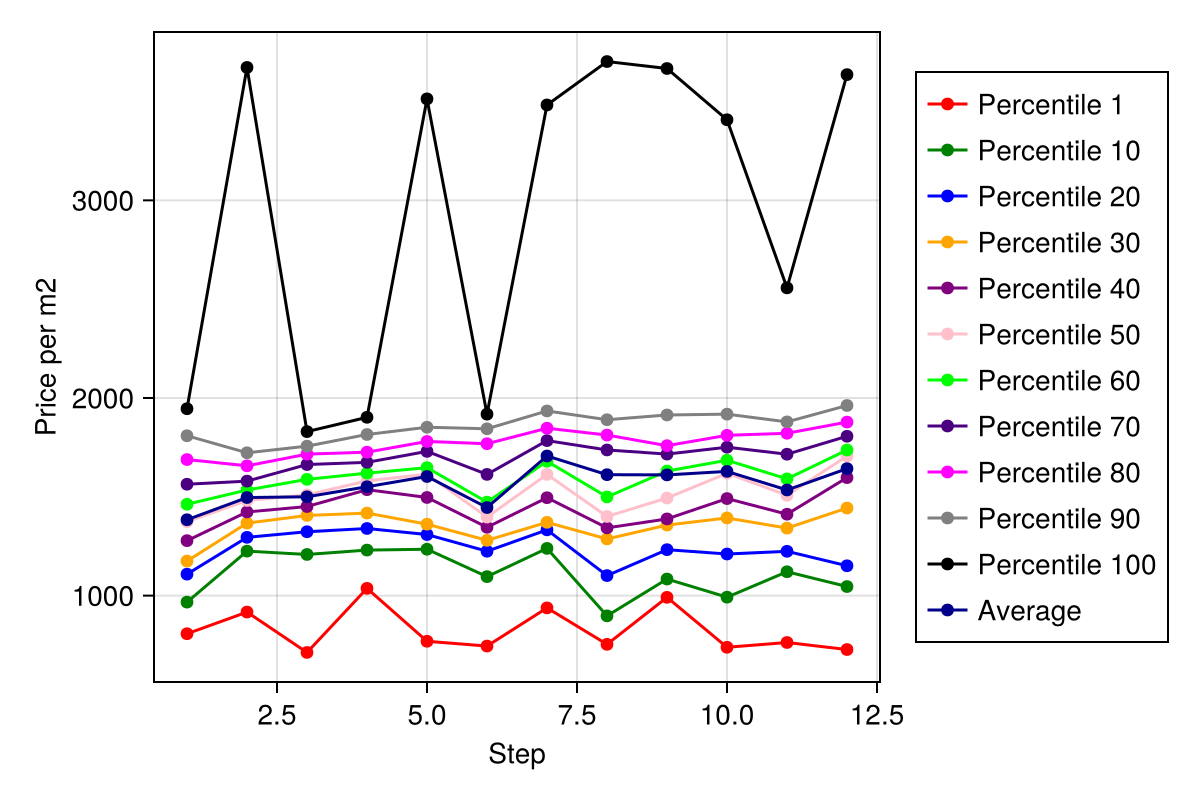 3000
2000
1000
Price per m2
2.5
5.0
7.5
10.0
12.5
Step
Percentile 1
Percentile 10
Percentile 20
Percentile 30
Percentile 40
Percentile 50
Percentile 60
Percentile 70
Percentile 80
Percentile 90
Percentile 100
Average